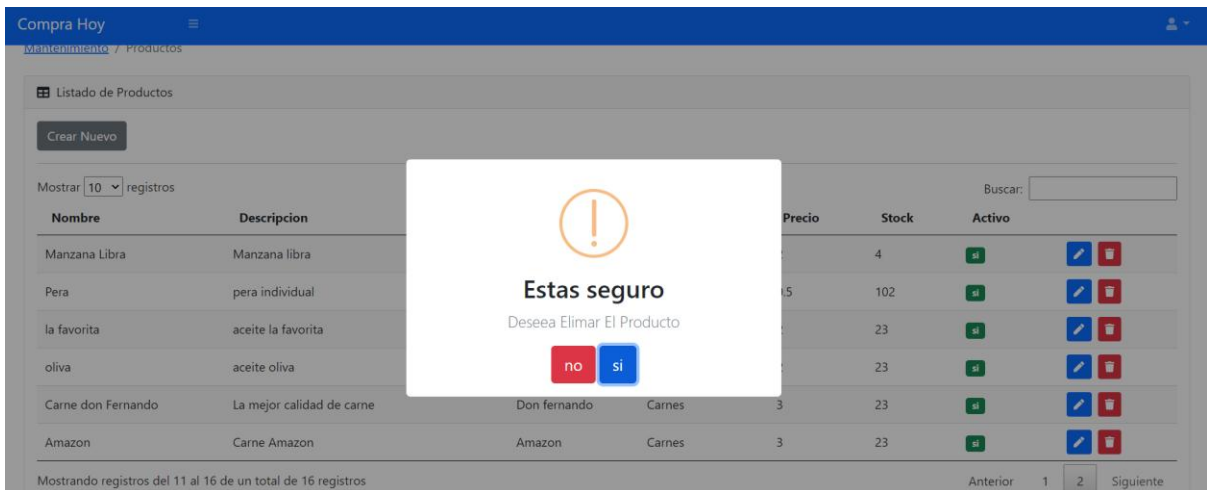 Compra Hoy
Mantenimiento / Productos
Listado de Productos
Crear Nuevo
Mostrar 10 registros
Buscar:
Nombre Descripcion Precio Stock Activo
Manzana Libra Manzana libra 4 si
Pera pera individual .5 102 si
la favorita aceite la favorita 23 si
oliva aceite oliva 23 si
Carne don Fernando La mejor calidad de carne Don fernando Carnes 3 23 si
Amazon Carne Amazon Amazon Carnes 3 23 si
Mostrando registros del 11 al 16 de un total de 16 registros
Anterior 1 2 Siguiente
Estas seguro
Deseea Elimar El Producto
no si